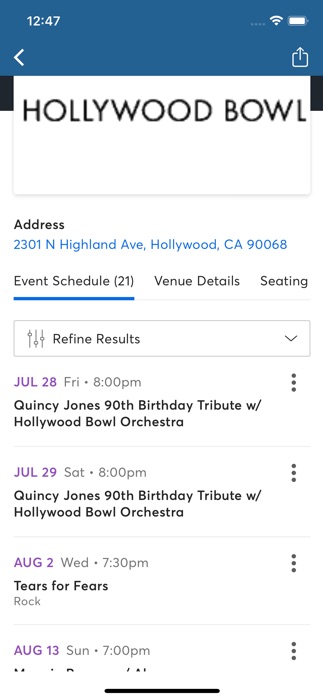 12:47
HOLLYWOOD BOWL
Address
2301 N Highland Ave, Hollywood, CA 90068
Event Schedule (21) Venue Details Seating
Refine Results
JUL 28 Fri • 8:00pm
Quincy Jones 90th Birthday Tribute w/
Hollywood Bowl Orchestra
JUL 29 Sat • 8:00pm
Quincy Jones 90th Birthday Tribute w/
Hollywood Bowl Orchestra
AUG 2 Wed • 7:30pm
Tears for Fears
Rock
AUG 13 Sun • 7:00pm